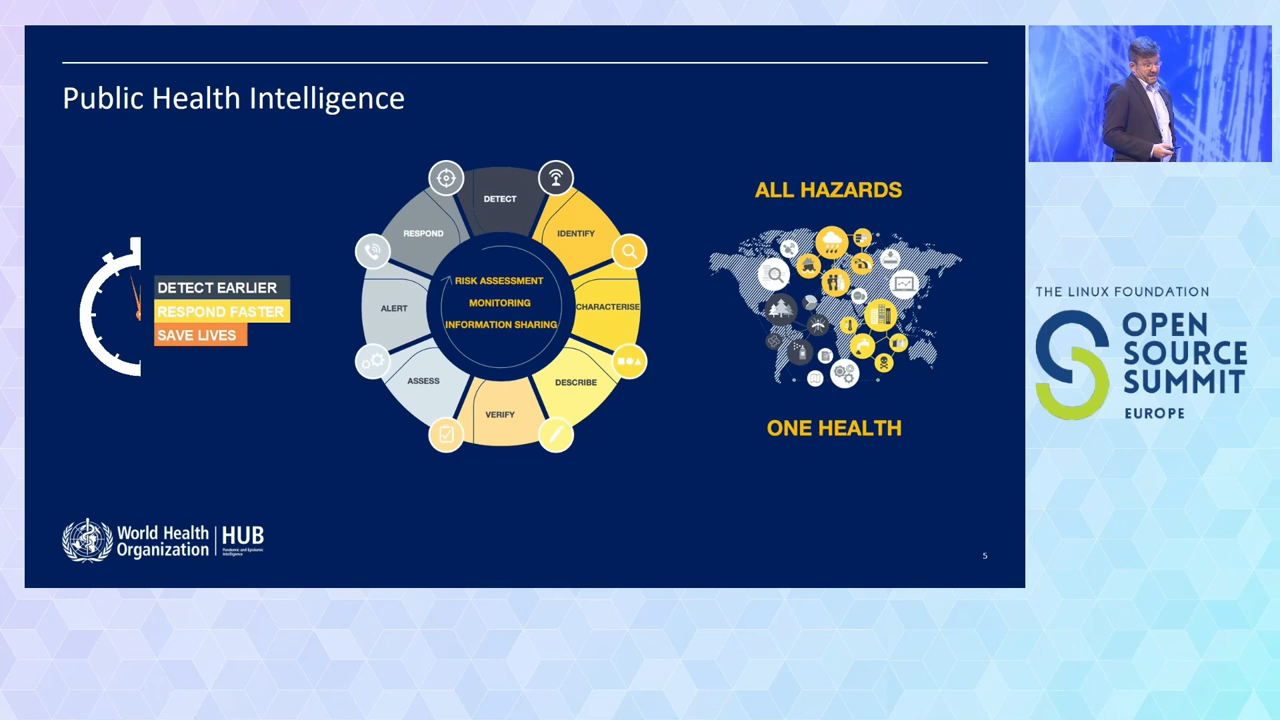 Public Health Intelligence
DETECT EARLIER
RESPOND FASTER
SAVE LIVES
DETECT
IDENTIFY
CHARACTERISE
DESCRIBE
VERIFY
ASSESS
ALERT
RESPOND
RISK ASSESSMENT
MONITORING
INFORMATION SHARING
ALL HAZARDS
ONE HEALTH
World Health
Organization
HUB
Pandemic and Epidemic
Intelligence
5
THE LINUX FOUNDATION
OPEN
SOURCE
SUMMIT
EUROPE